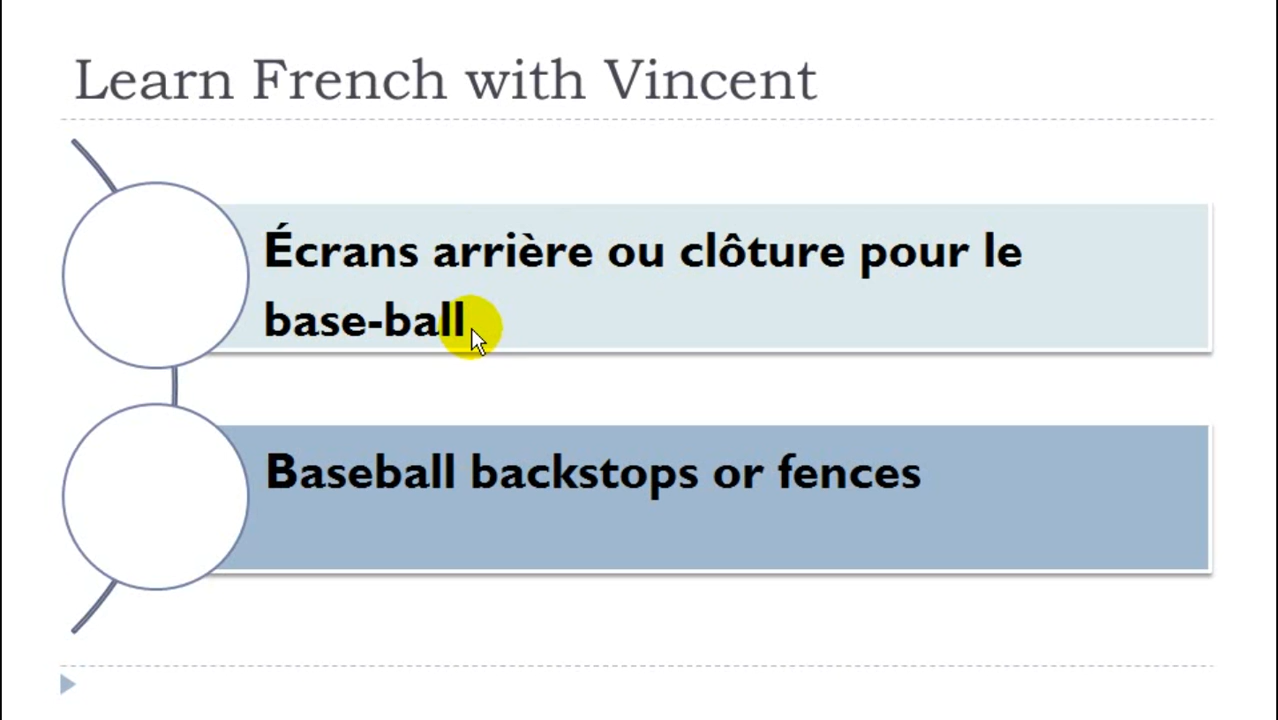 Learn French with Vincent
Écrans arrière ou clôture pour le
base-ball
Baseball backstops or fences